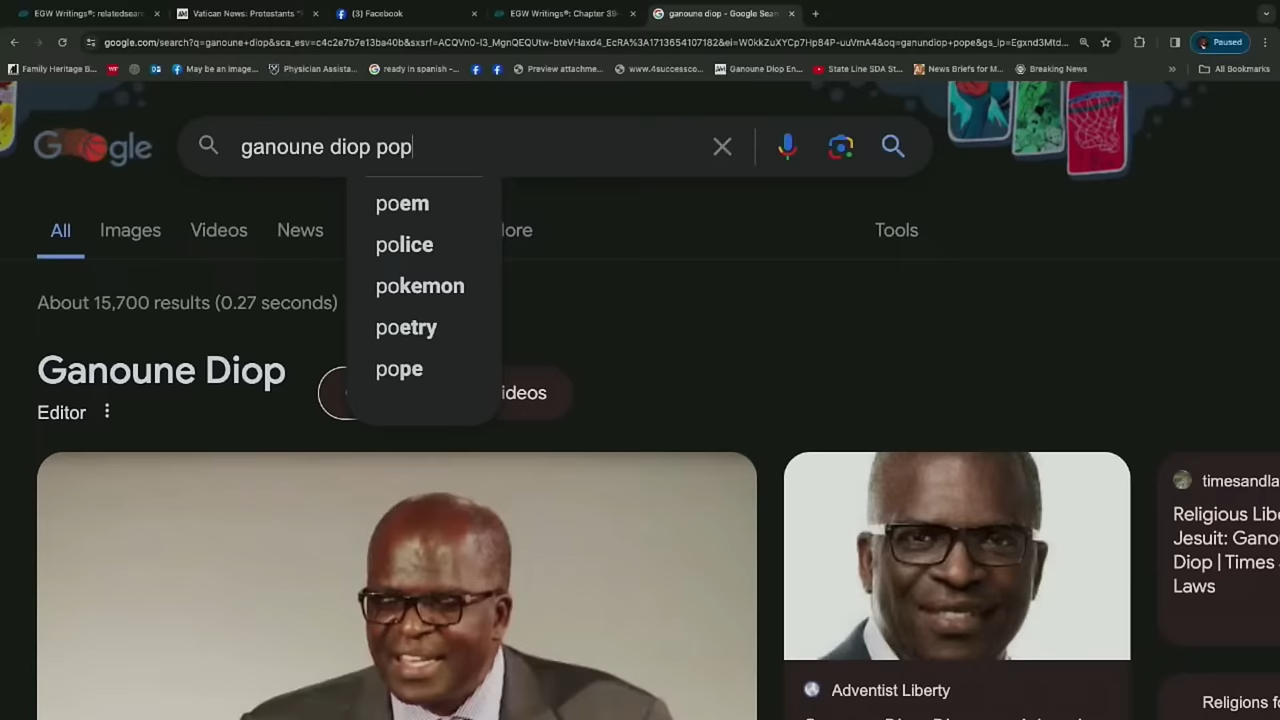 EGW Writings®: relatedsear
Vatican News: Protestants "
(3) Facebook
EGW Writings®: Chapter 39
ganoune diop - Google Sear
google.com/search?q=ganoune+diop&sca_esv=c4c2e7b7e13ba40b&sxsrf=ACQVn0-I3_MgnQEQUtw-bteVHaxd4_EcRA%3A1713654107182&ei=W0kkZuXYCp7Hp84P-uuVmA4&oq=ganundiop+pope&gs_lp=Egxnd3Mtd...
Paused
Family Heritage B...
May be an image...
Physician Assista...
ready in spanish -...
Preview attachme...
www.4successco...
Ganoune Diop En...
State Line SDA St...
News Briefs for M...
Breaking News
All Bookmarks
Google
ganoune diop pop
poem
police
pokemon
poetry
pope
All
Images
Videos
News
lore
Tools
About 15,700 results (0.27 seconds)
Ganoune Diop
Editor
ideos
timesandla
Religious Libe
Jesuit: Gano
Diop | Times
Laws
Adventist Liberty
Religions fo